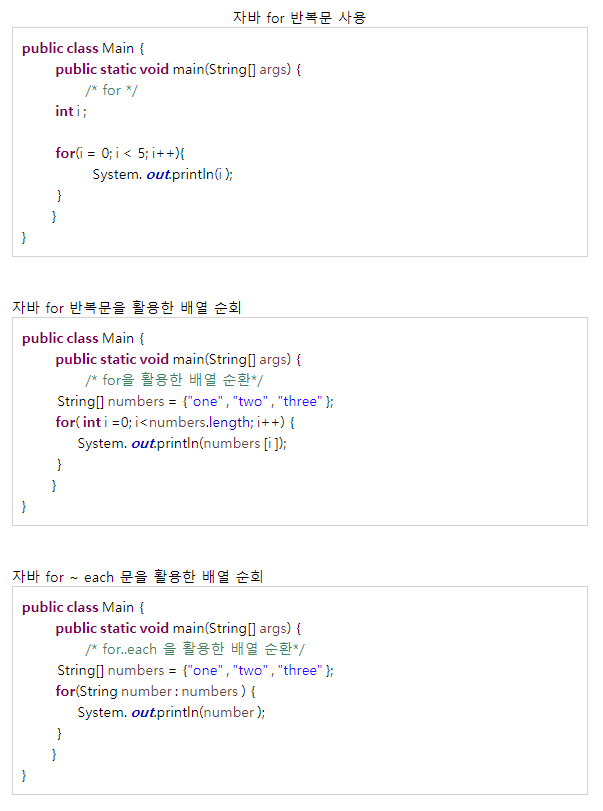 자바 for 반복문 사용
public class Main {
public static void main(String[] args) {
/* for */
int i ;
for(i = 0; i < 5; i++){
System. out.println(i );
}
}
}
자바 for 반복문을 활용한 배열 순회
public class Main {
public static void main(String[] args) {
/* for을 활용한 배열 순환*/
String[] numbers = {"one" , "two" , "three" };
for( int i =0; i<numbers.length; i++) {
System. out.println(numbers [i ]);
}
}
}
자바 for ~ each 문을 활용한 배열 순회
public class Main {
public static void main(String[] args) {
/* for..each 을 활용한 배열 순환*/
String[] numbers = {"one" , "two" , "three" };
for(String number : numbers ) {
System. out.println(number );
}
}
}